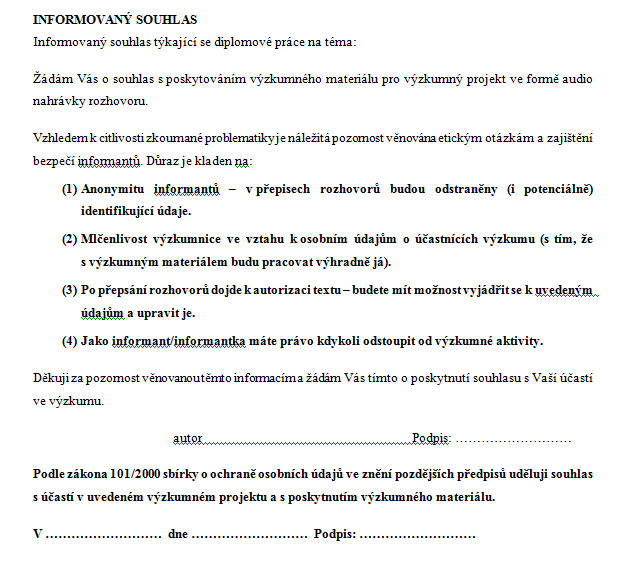 INFORMOVANÝ SOUHLAS
Informovaný souhlas týkající se diplomové práce na téma:
Žádám Vás o souhlas s poskytováním výzkumného materiálu pro výzkumný projekt ve formě audio
nahrávky rozhovoru.
Vzhledem k citlivosti zkoumané problematiky je náležitá pozornost věnována etickým otázkám a zajištění
bezpečí informantů. Důraz je kladen na:
(1) Anonymitu informantů – v přepisech rozhovorů budou odstraněny (i potenciálně)
identifikující údaje.
(2) Mlčenlivost výzkumnice ve vztahu k osobním údajům o účastnících výzkumu (s tím, že
s výzkumným materiálem budu pracovat výhradně já).
(3) Po přepsání rozhovorů dojde k autorizaci textu – budete mít možnost vyjádřit se k uvedeným
údajům a upravit je.
(4) Jako informant/informantka máte právo kdykoli odstoupit od výzkumné aktivity.
Děkuji za pozornost věnovanou těmto informacím a žádám Vás tímto o poskytnutí souhlasu s Vaší účastí
ve výzkumu.
autor Podpis: ………………………
Podle zákona 101/2000 sbírky o ochraně osobních údajů ve znění pozdějších předpisů uděluji souhlas
s účastí v uvedeném výzkumném projektu a s poskytnutím výzkumného materiálu.
V ……………………… dne ……………………… Podpis: ………………………